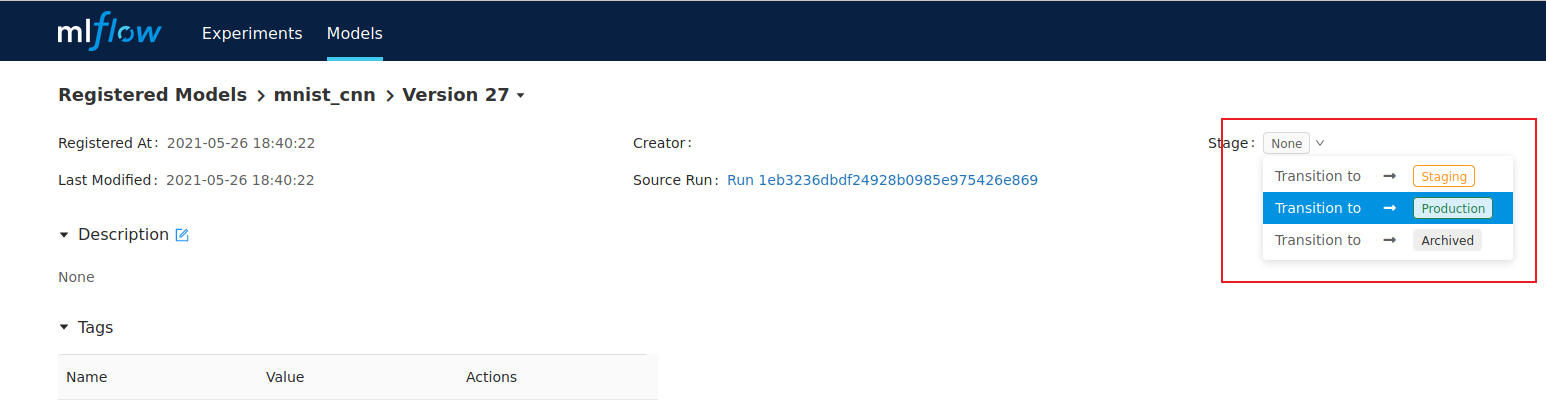 mlflow Experiments Models
Registered Models > mnist_cnn > Version 27
Registered At: 2021-05-26 18:40:22 Creator: Stage: None
Last Modified: 2021-05-26 18:40:22 Source Run: Run 1eb3236dbdf24928b0985e975426e869
Transition to → Staging
Transition to → Production
Transition to → Archived
Description
None
Tags
Name Value Actions